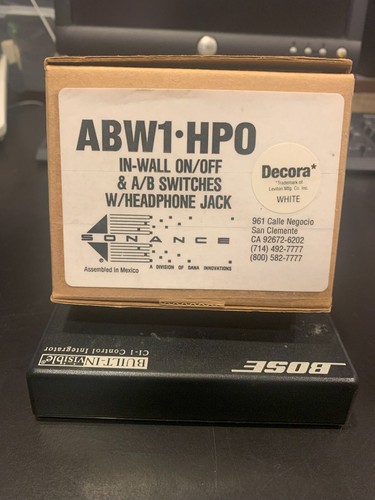 ABW1•HPO
IN-WALL ON/OFF
& A/B SWITCHES
W/HEADPHONE JACK
Decora*
*Trademark of
Leviton Mfg. Co. Inc.
WHITE
SONANCE
®
Assembled in Mexico
A DIVISION OF DANA INNOVATIONS
961 Calle Negocio
San Clemente
CA 92672-6202
(714) 492-7777
(800) 582-7777
BOSE
BUILT-INvisible
CI-1 Control Integrator